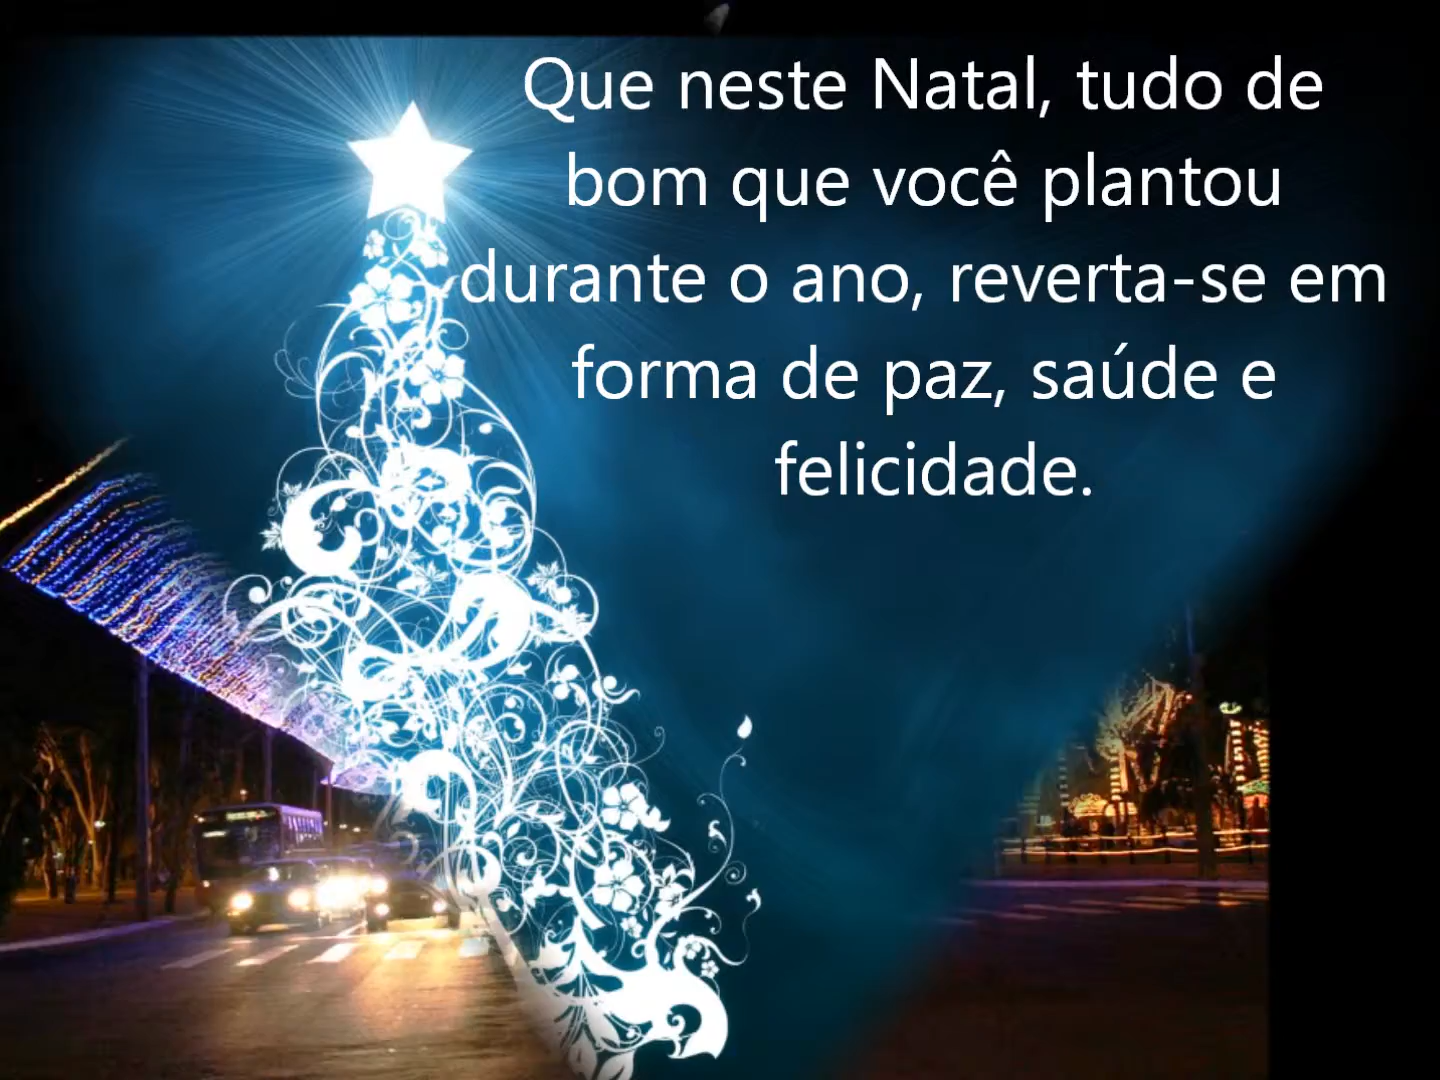 Que neste Natal, tudo de
bom que você plantou
durante o ano, reverta-se em
forma de paz, saúde e
felicidade.